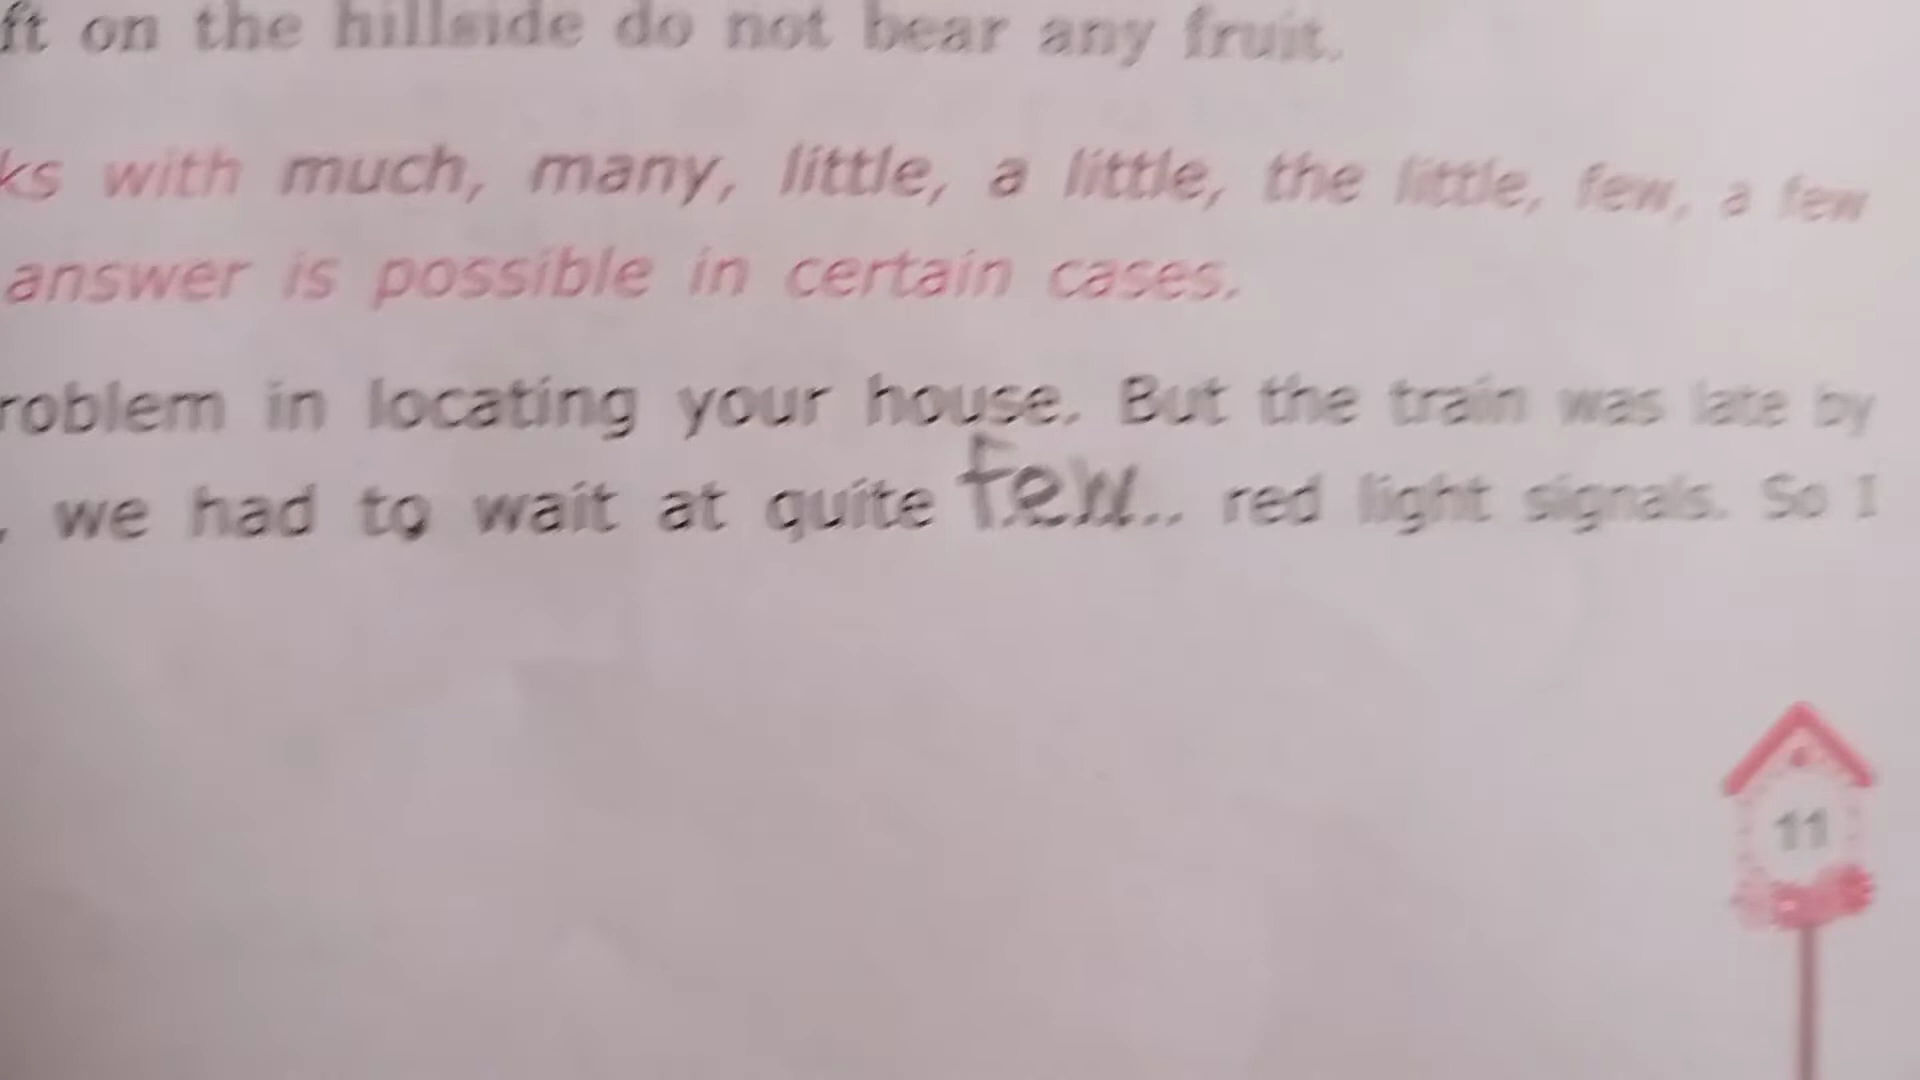 ft on the hillside do not bear any fruit.
ks with much, many, little, a little, the little, few, a few
answer is possible in certain cases.
roblem in locating your house. But the train was late by
, we had to wait at quite few.. red light signals. So I
11